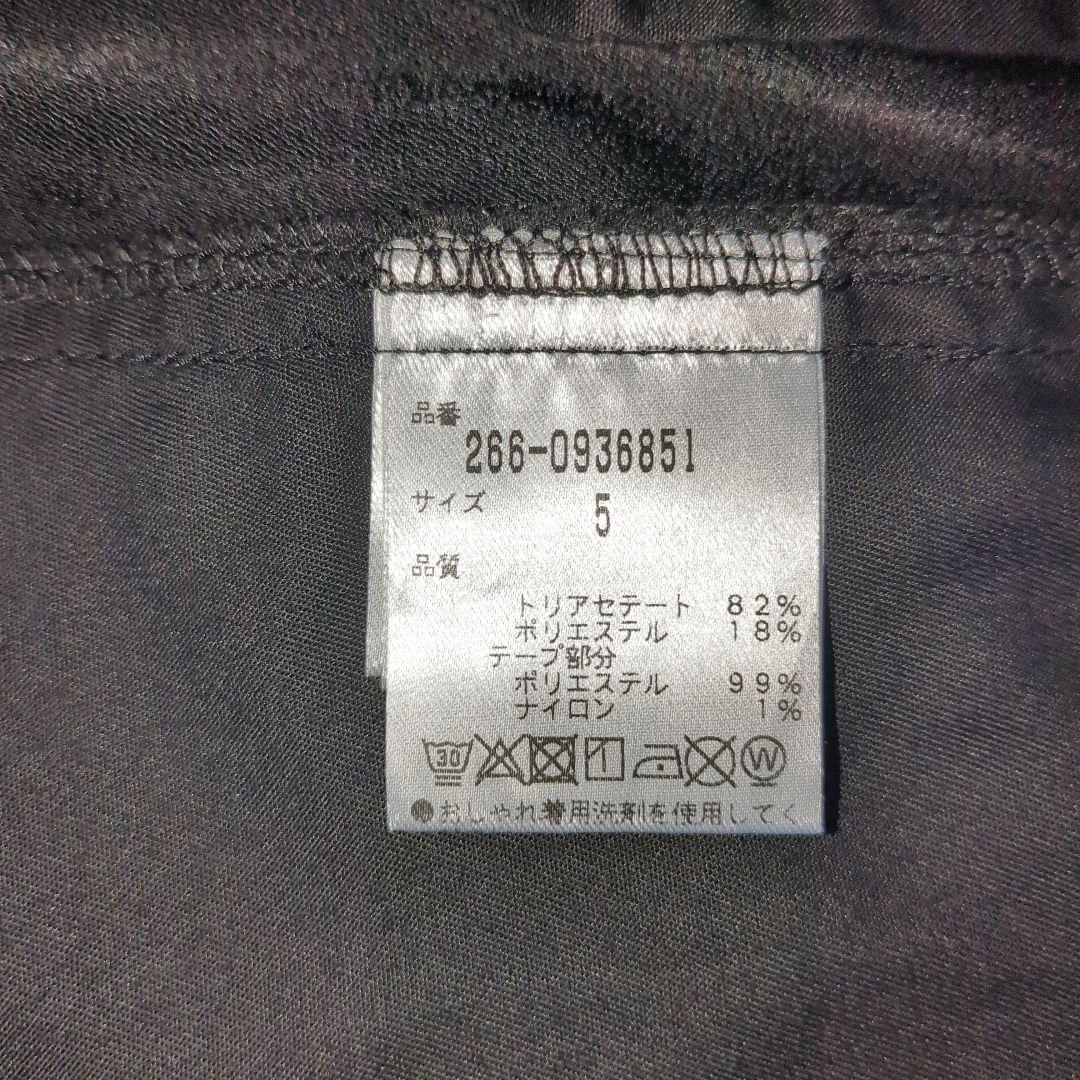 品番
266-0936851
サイズ 5
品質
トリアセテート 82%
ポリエステル 18%
テープ部分
ポリエステル 99%
ナイロン 1%
30 W
●おしゃれ着用洗剤を使用してく